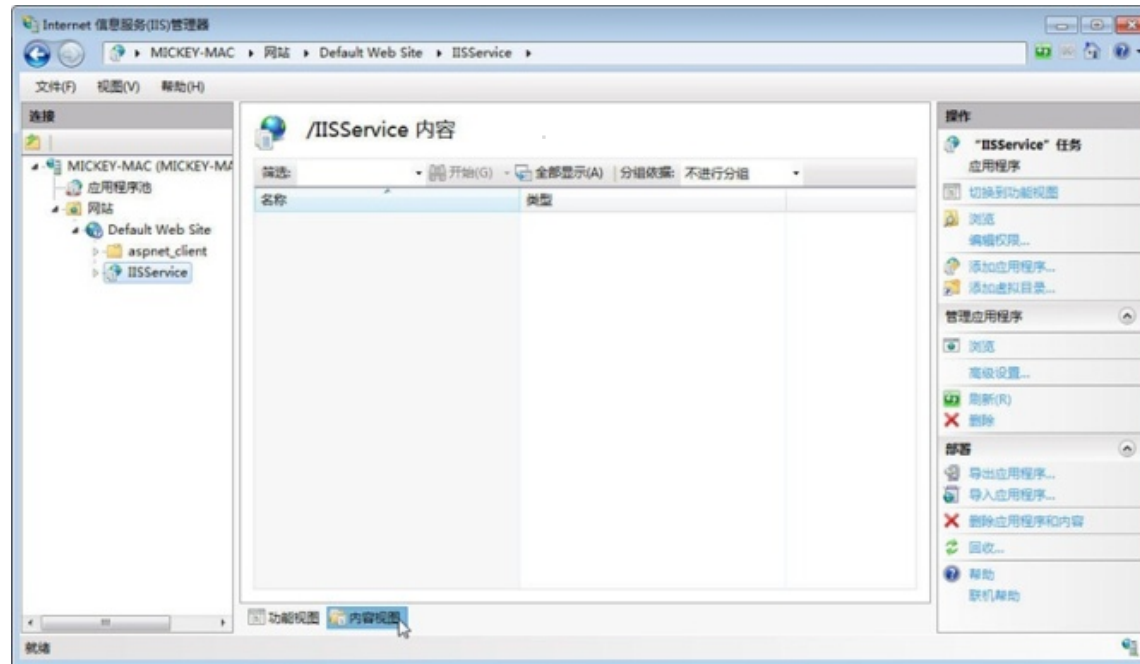 Internet 信息服务(IIS)管理器
MICKEY-MAC 网站 Default Web Site IISService
文件(F) 视图(V) 帮助(H)
连接
MICKEY-MAC (MICKEY-MA
应用程序池
网站
Default Web Site
aspnet_client
IISService
/IISService 内容
筛选: 开始(G) 全部显示(A) 分组依据: 不进行分组
名称 类型
功能视图 内容视图
操作
"IISService" 任务
应用程序
切换到功能视图
浏览
编辑权限...
添加应用程序...
添加虚拟目录...
管理应用程序
浏览
高级设置...
刷新(R)
删除
部署
导出应用程序...
导入应用程序...
删除应用程序和内容
回收...
帮助
联机帮助
就绪